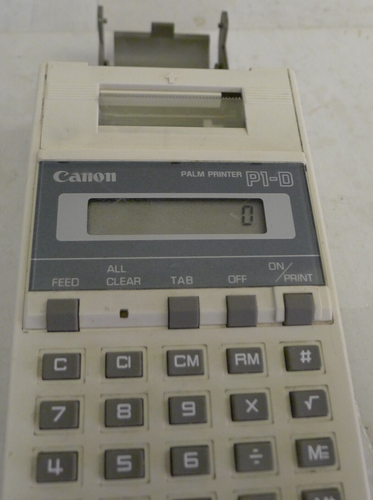 Canon PALM PRINTER P1-D
0
FEED ALL CLEAR TAB OFF ON/PRINT
C CI CM RM #
7 8 9 × √
4 5 6 ÷ M=